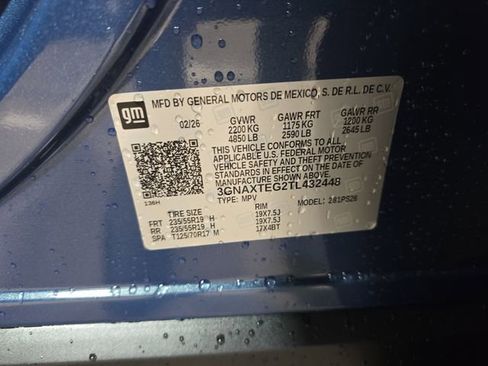 gm
MFD BY GENERAL MOTORS DE MEXICO, S. DE R.L. DE C.V.
02/26 GVWR GAWR FRT GAWR RR
2200 KG 1175 KG 1200 KG
4850 LB 2590 LB 2645 LB
THIS VEHICLE CONFORMS TO ALL
APPLICABLE U.S. FEDERAL MOTOR
VEHICLE SAFETY AND THEFT PREVENTION
STANDARDS IN EFFECT ON THE DATE OF
MANUFACTURE SHOWN ABOVE.
3GNAXTEG2TL432448
136H TYPE: MPV MODEL: 281PS26
TIRE SIZE RIM
FRT 235/55R19 H 19X7.5J
RR 235/55R19 H 19X7.5J
SPA T125/70R17 M 17X4BT